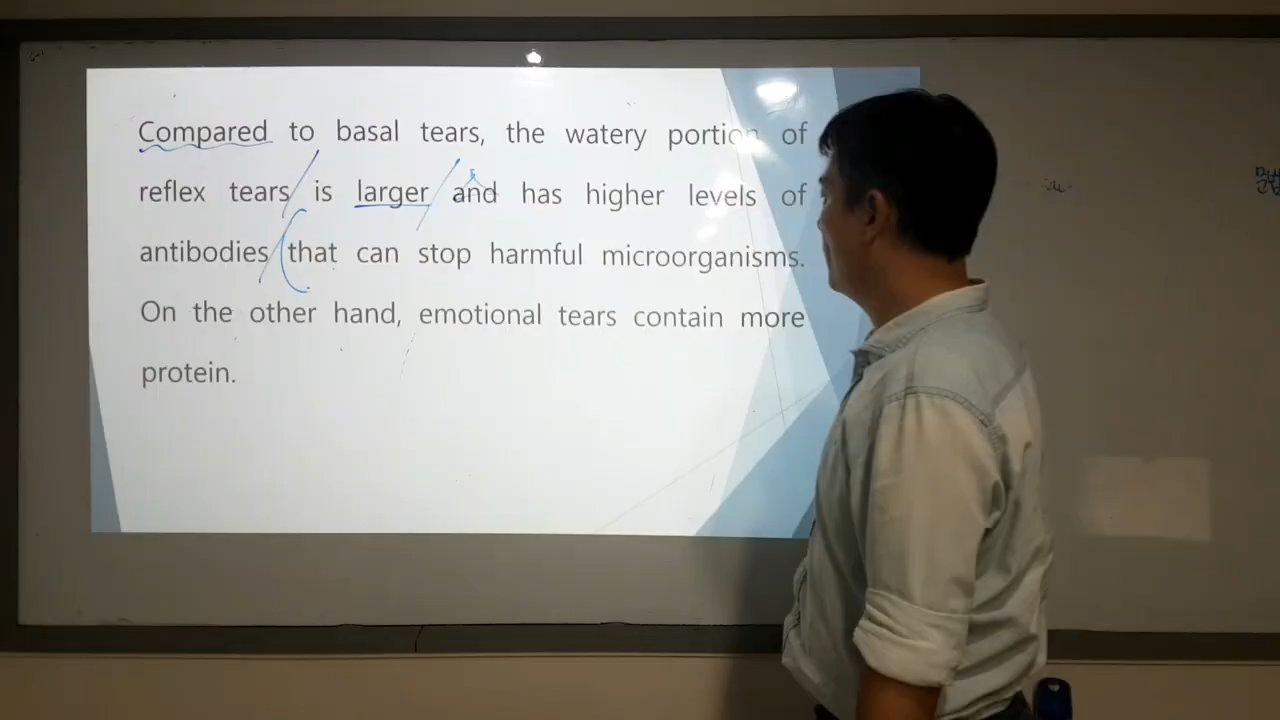 Compared to basal tears, the watery portion of
reflex tears is larger and has higher levels of
antibodies that can stop harmful microorganisms.
On the other hand, emotional tears contain more
protein.